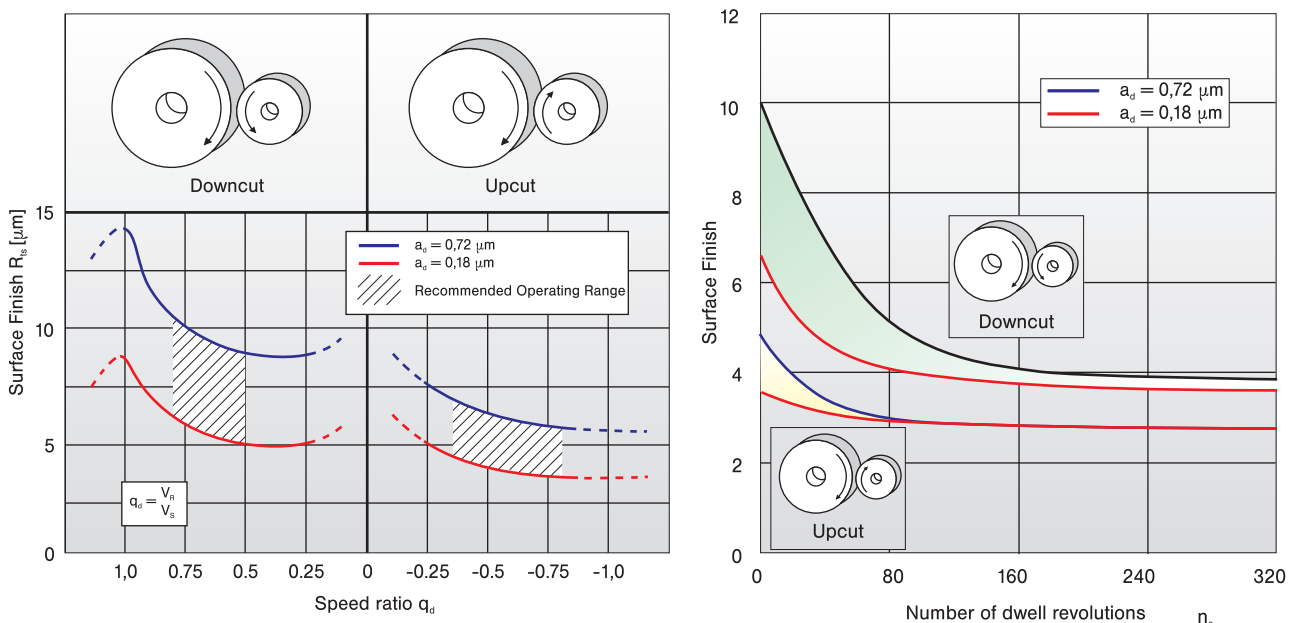 Downcut
Upcut
Surface Finish Rts [µm]
15
10
5
0
ad = 0,72 µm
ad = 0,18 µm
Recommended Operating Range
qd = VR
VS
1,0
0.75
0.5
0.25
0
-0.25
-0.5
-0.75
-1,0
Speed ratio qd
Surface Finish
12
10
8
6
4
2
0
ad = 0,72 µm
ad = 0,18 µm
Downcut
Upcut
0
80
160
240
320
Number of dwell revolutions